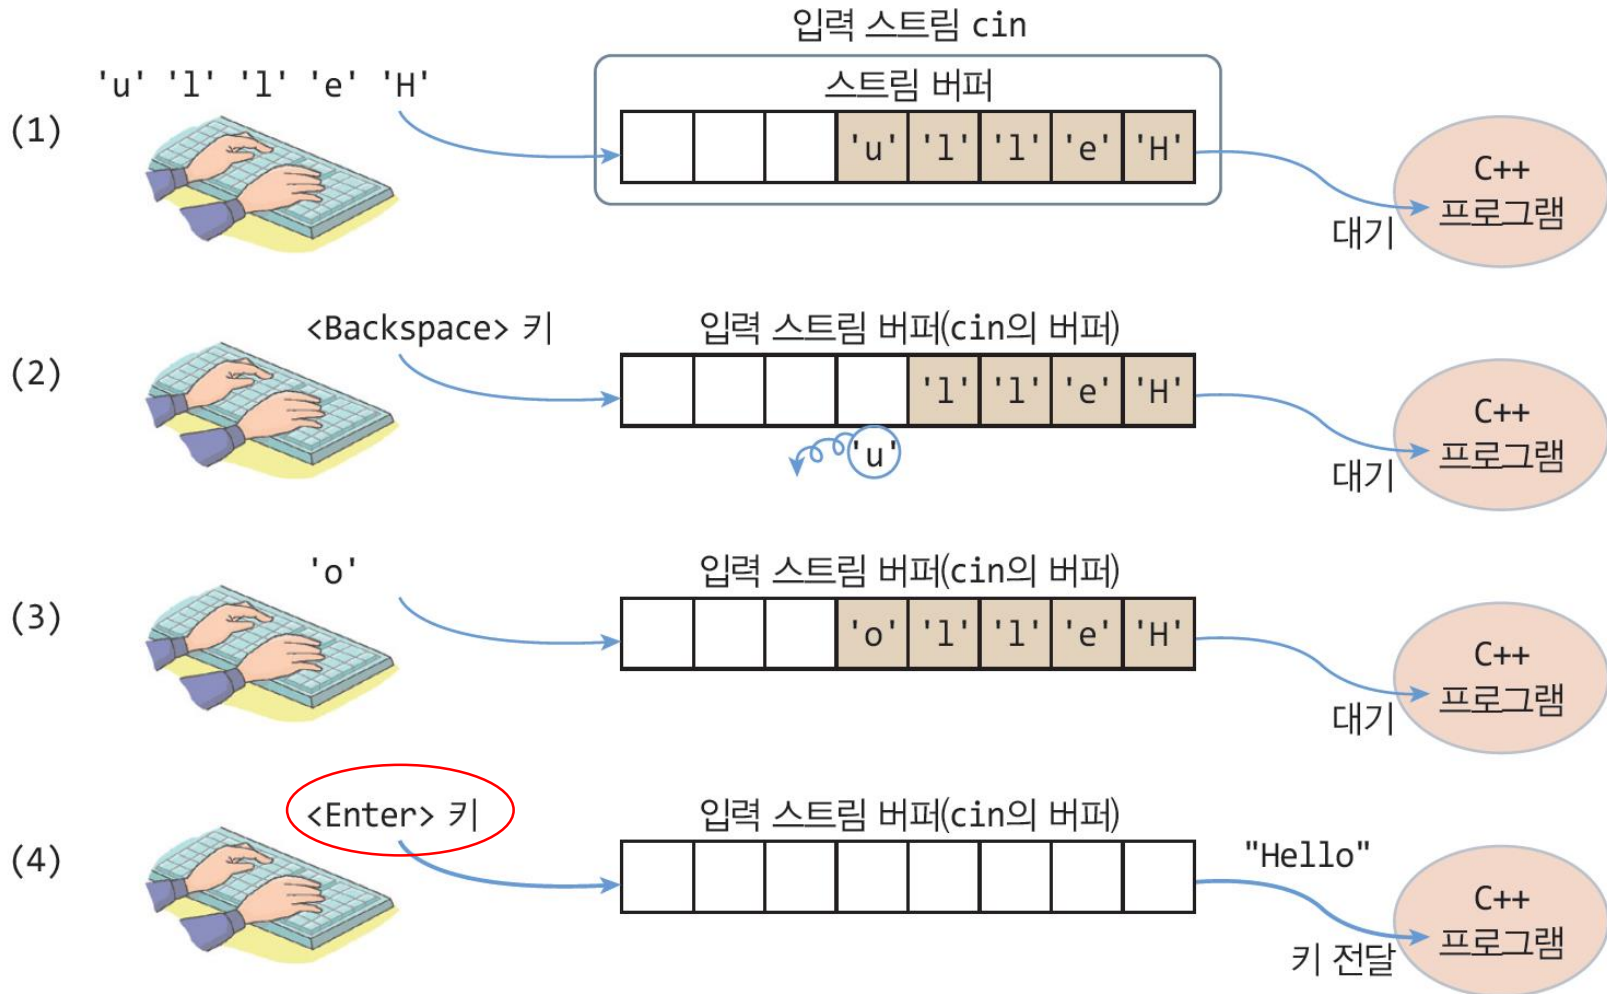 입력 스트림 cin
'u' 'l' 'l' 'e' 'H'
스트림 버퍼
(1)
'u' 'l' 'l' 'e' 'H'
C++
프로그램
대기
<Backspace> 키
입력 스트림 버퍼(cin의 버퍼)
(2)
'l' 'l' 'e' 'H'
C++
프로그램
'u'
대기
'o'
입력 스트림 버퍼(cin의 버퍼)
(3)
'o' 'l' 'l' 'e' 'H'
C++
프로그램
대기
<Enter> 키
입력 스트림 버퍼(cin의 버퍼)
(4)
"Hello"
C++
프로그램
키 전달